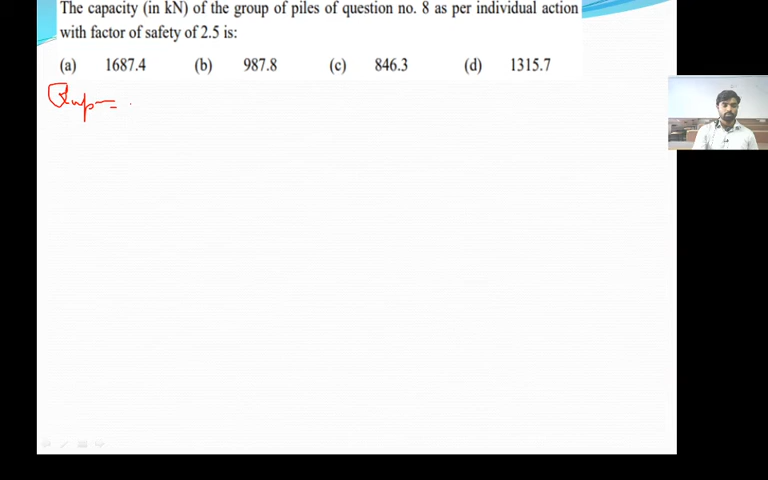 The capacity (in kN) of the group of piles of question no. 8 as per individual action
with factor of safety of 2.5 is:
(a) 1687.4 (b) 987.8 (c) 846.3 (d) 1315.7